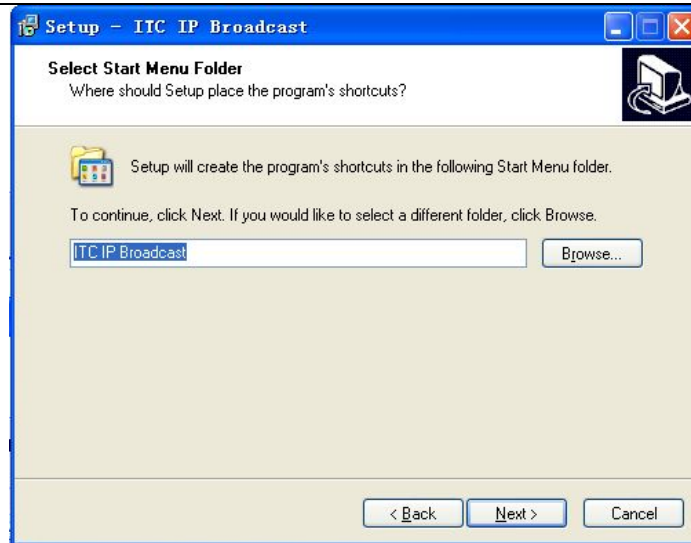 Setup - ITC IP Broadcast
Select Start Menu Folder
Where should Setup place the program's shortcuts?
Setup will create the program's shortcuts in the following Start Menu folder.
To continue, click Next. If you would like to select a different folder, click Browse.
ITC IP Broadcast
Browse...
< Back
Next >
Cancel